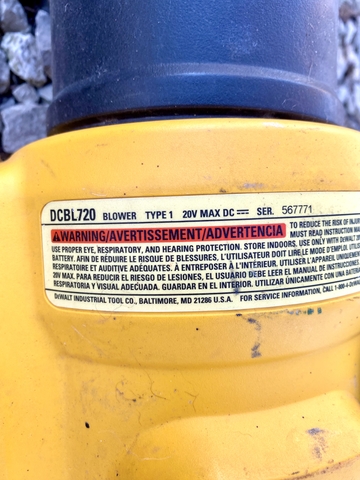 DCBL720 BLOWER TYPE 1 20V MAX DC SER. 567771
WARNING/AVERTISSEMENT/ADVERTENCIA TO REDUCE THE RISK OF INJUR
MUST READ INSTRUCTION MA
USE PROPER EYE, RESPIRATORY, AND HEARING PROTECTION. STORE INDOORS, USE ONLY WITH DEWALT
BATTERY. AFIN DE RÉDUIRE LE RISQUE DE BLESSURES, L'UTILISATEUR DOIT LIRE LE MODE D'EMPLOI. UTILIS
RESPIRATOIRE ET AUDITIVE ADÉQUATES. À ENTREPOSER À L'INTÉRIEUR. UTILISER L'APPAREIL UNIQUEMENT
20V MAX. PARA REDUCIR EL RIESGO DE LESIONES, EL USUARIO DEBE LEER EL MANUAL DE INSTRUCCIONES.
RESPIRATORIA Y VISUAL ADECUADA. GUARDAR EN EL INTERIOR. UTILIZAR ÚNICAMENTE CON BATERÍA
DEWALT INDUSTRIAL TOOL CO., BALTIMORE, MD 21286 U.S.A. FOR SERVICE INFORMATION, CALL 1-800-4-D